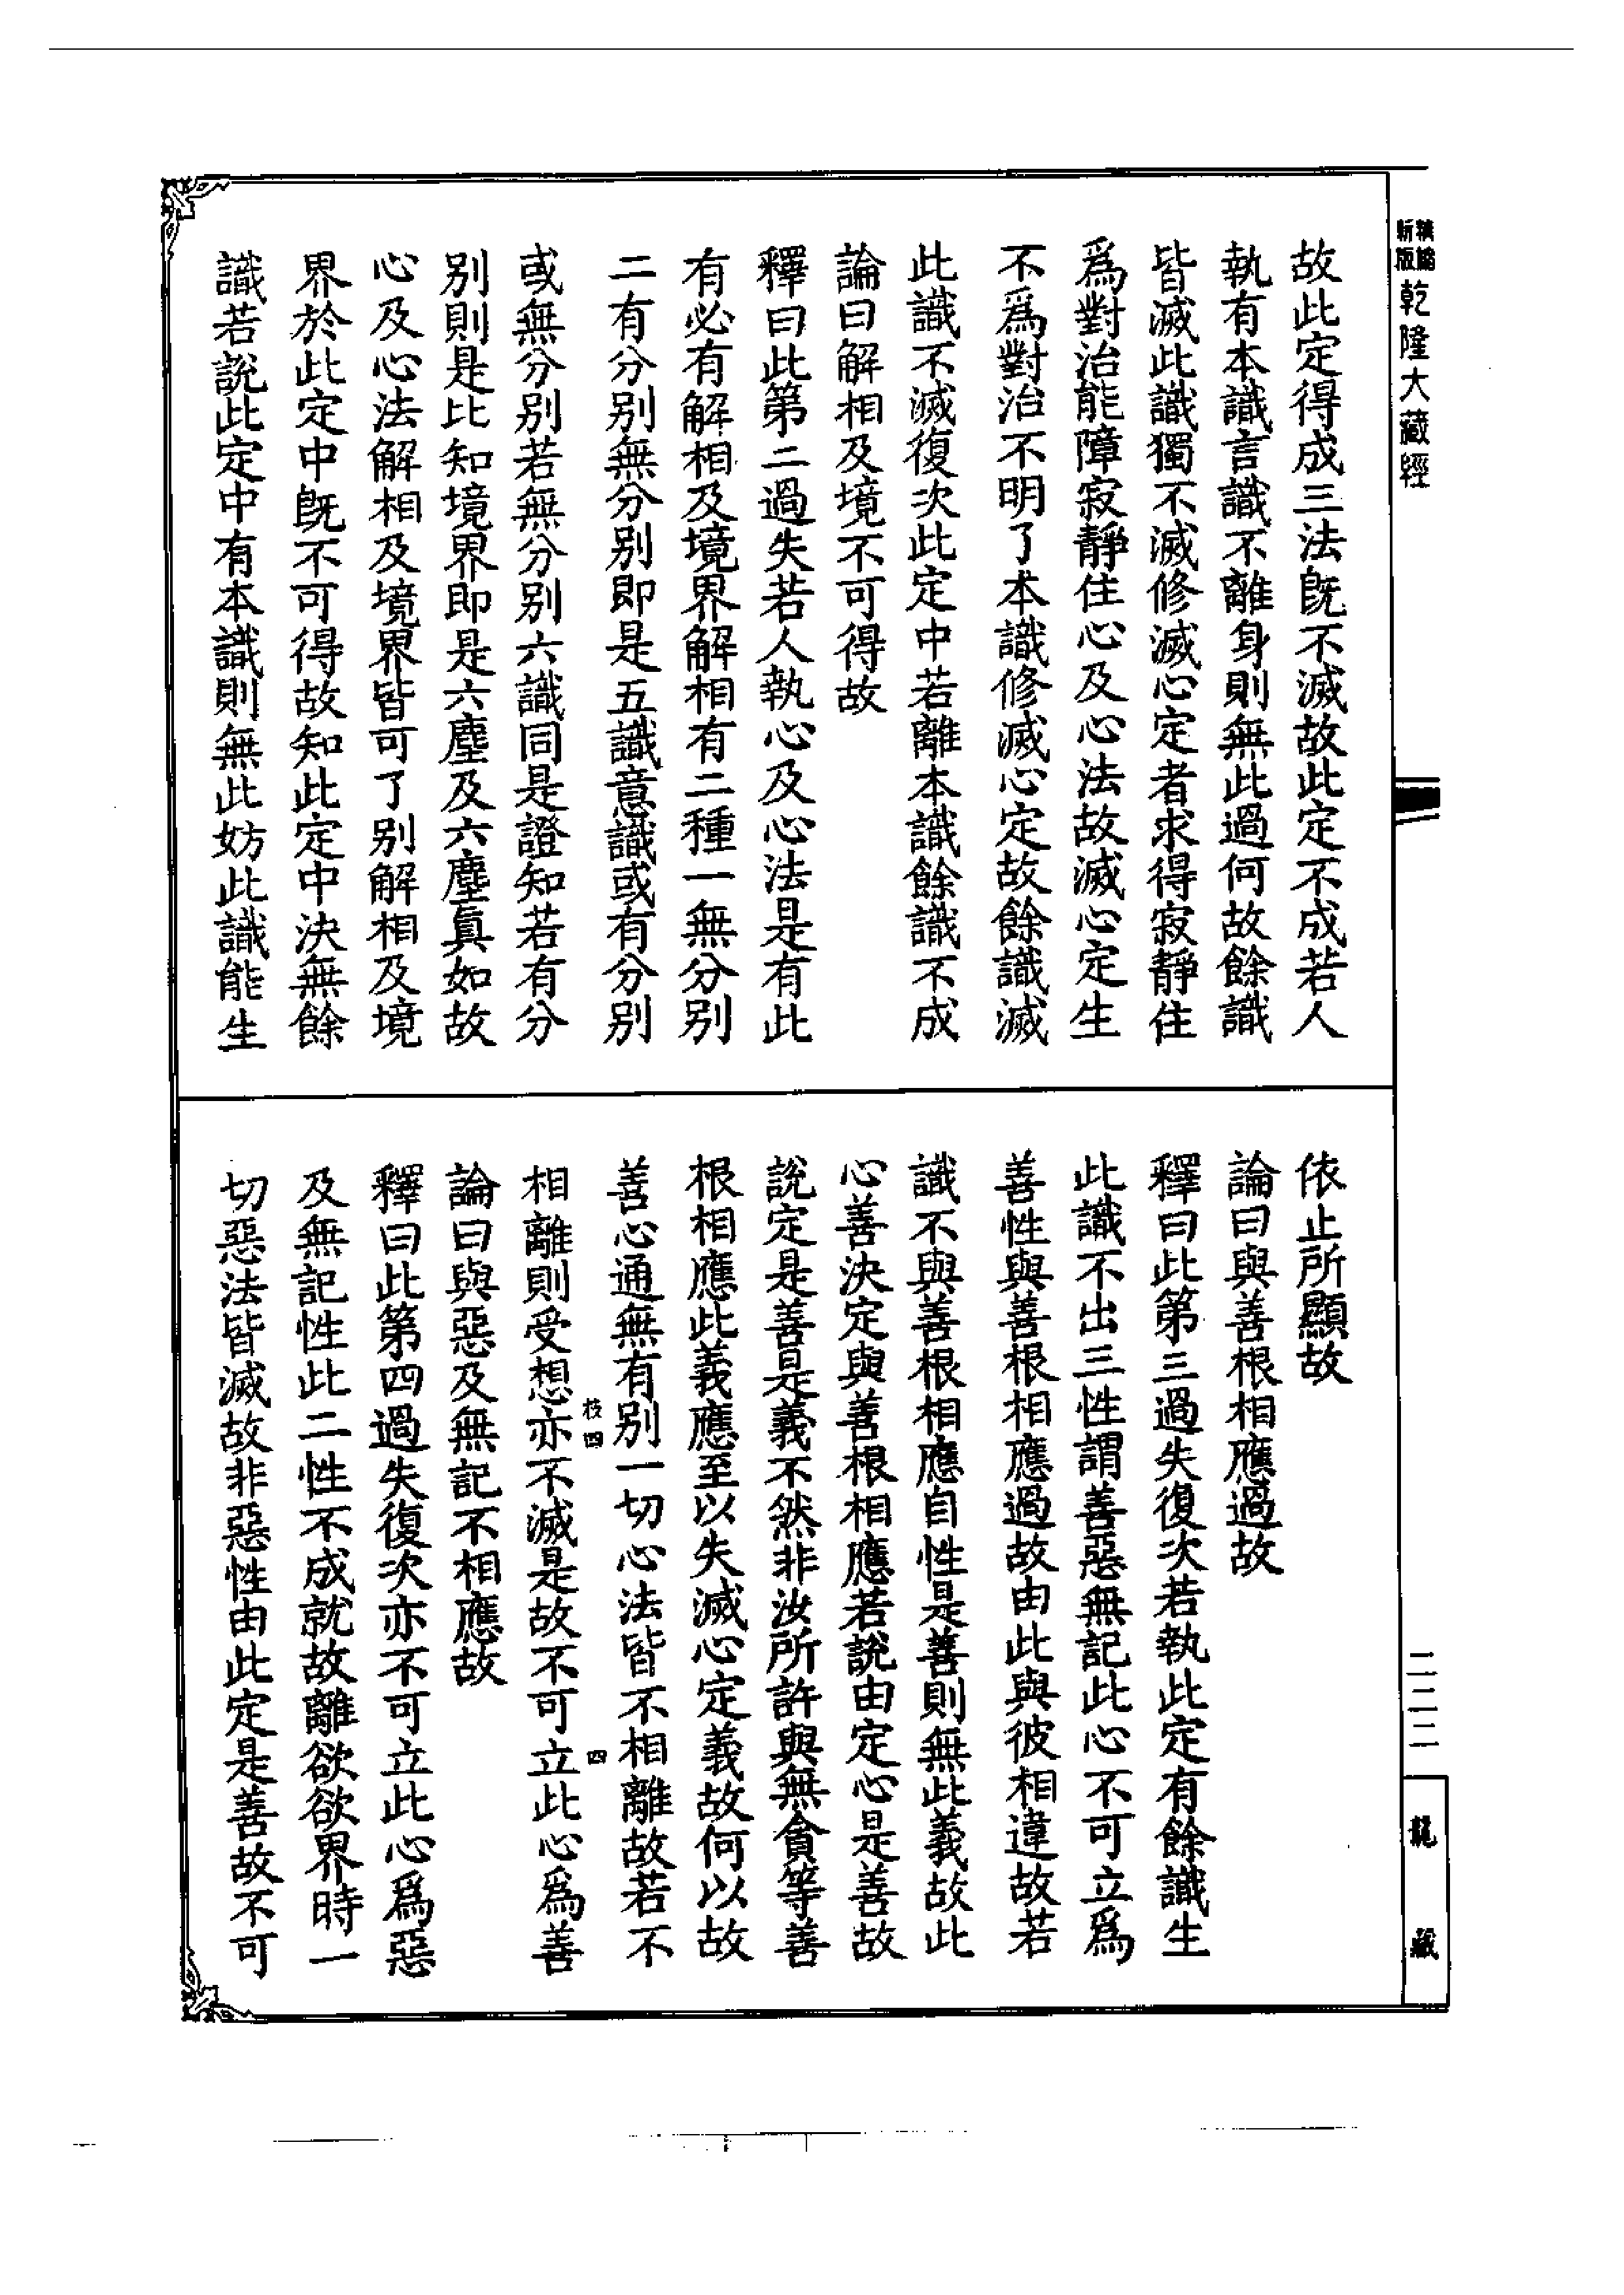 新版
精縮
乾隆大藏經
故此定得成三法旣不滅故此定不成若人
執有本識言識不離身則無此過何故餘識
皆滅此識獨不滅修滅心定者求得寂靜住
爲對治能障寂靜住心及心法故滅心定生
不爲對治不明了本識修滅心定故餘識滅
此識不滅復次此定中若離本識餘識不成
論曰解相及境不可得故
釋曰此第二過失若人執心及心法是有此
有必有解相及境界解相有二種一無分別
二有分别無分别即是五識意識或有分别
或無分别若無分别六識同是證知若有分
别則是比知境界即是六塵及六塵真如故
心及心法解相及境界皆可了别解相及境
界於此定中旣不可得故知此定中決無餘
識若說此定中有本識則無此妨此識能生
依止所顯故
論曰與善根相應過故
釋曰此第三過失復次若執此定有餘識生
此識不出三性謂善惡無記此心不可立爲
善性與善根相應過故由此與彼相違故若
識不與善根相應自性是善則無此義故此
心善決定與善根相應若說由定心是善故
說定是善是義不然非汝所許與無貪等善
根相應此義應至以失滅心定義故何以故
善心通無有别一切心法皆不相離故若不
相離則受想亦不滅是故不可立此心爲善
枝四
四
論曰與惡及無記不相應故
釋曰此第四過失復次亦不可立此心爲惡
及無記性此二性不成就故離欲欲界時一
切惡法皆滅故非惡性由此定是善故不可
二二二
龍藏